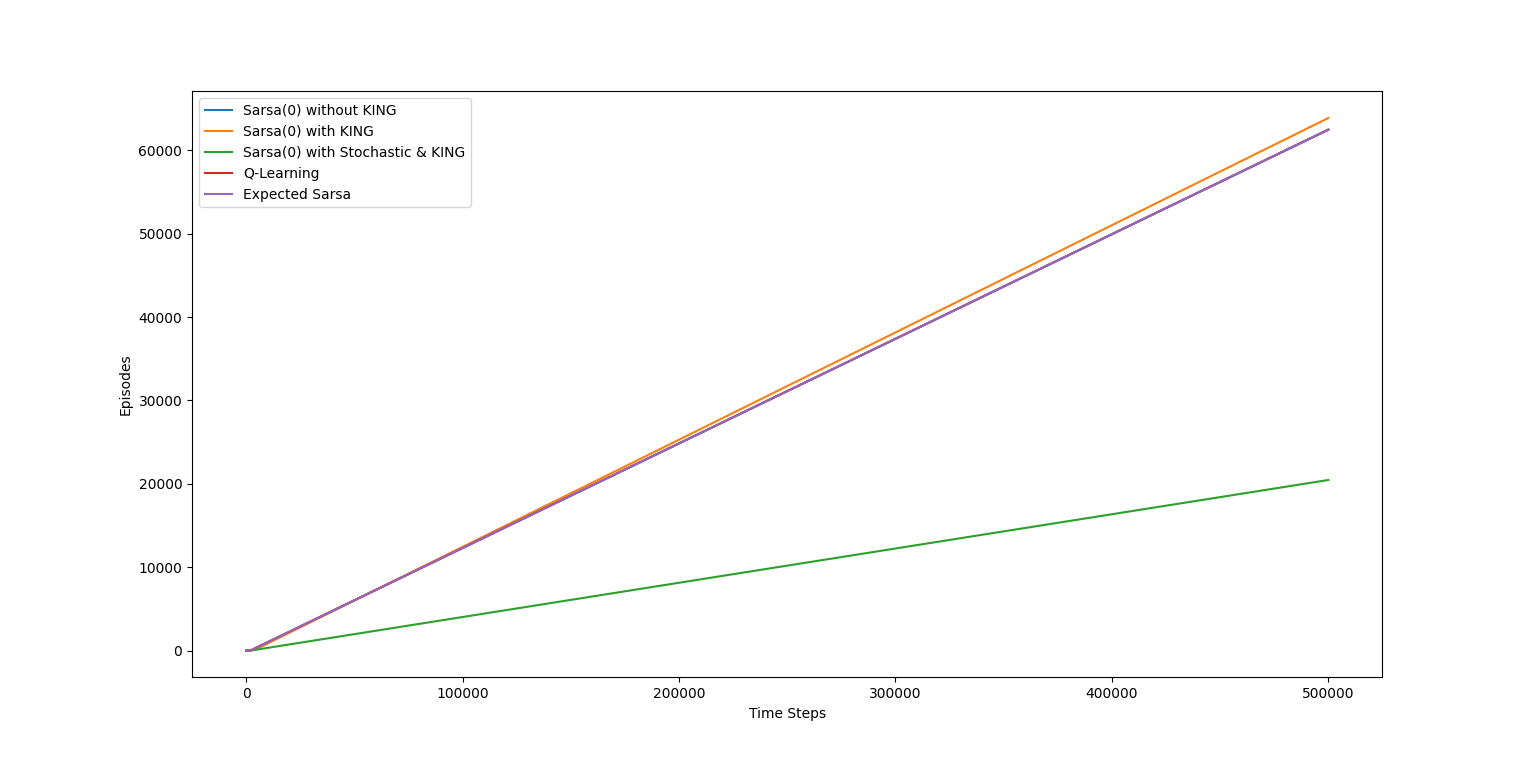 Sarsa(0) without KING
Sarsa(0) with KING
Sarsa(0) with Stochastic & KING
Q-Learning
Expected Sarsa
60000
50000
40000
30000
20000
10000
0
Episodes
0 100000 200000 300000 400000 500000
Time Steps